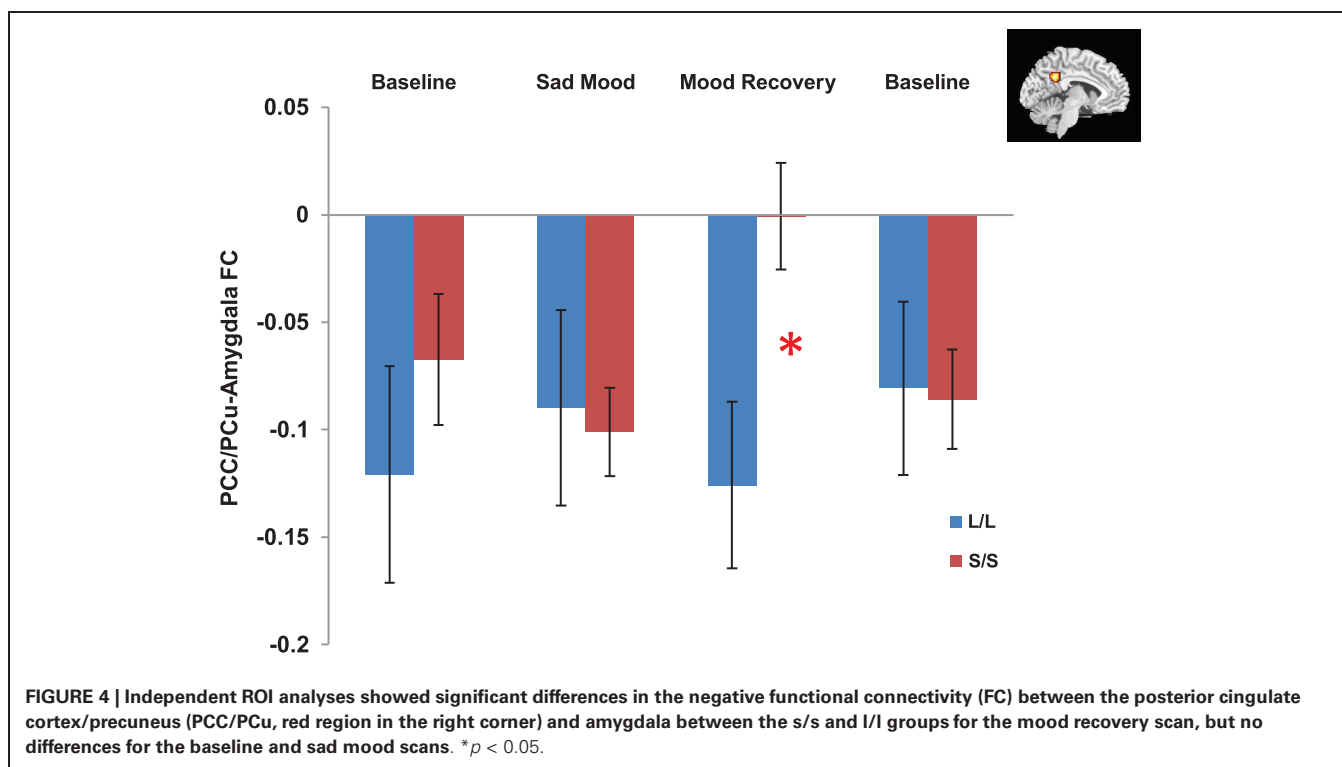 Baseline Sad Mood Mood Recovery Baseline
0.05
0
-0.05
-0.1
-0.15
-0.2
PCC/PCu-Amygdala FC
*
L/L
S/S
FIGURE 4 | Independent ROI analyses showed significant differences in the negative functional connectivity (FC) between the posterior cingulate
cortex/precuneus (PCC/PCu, red region in the right corner) and amygdala between the s/s and l/l groups for the mood recovery scan, but no
differences for the baseline and sad mood scans. *p < 0.05.